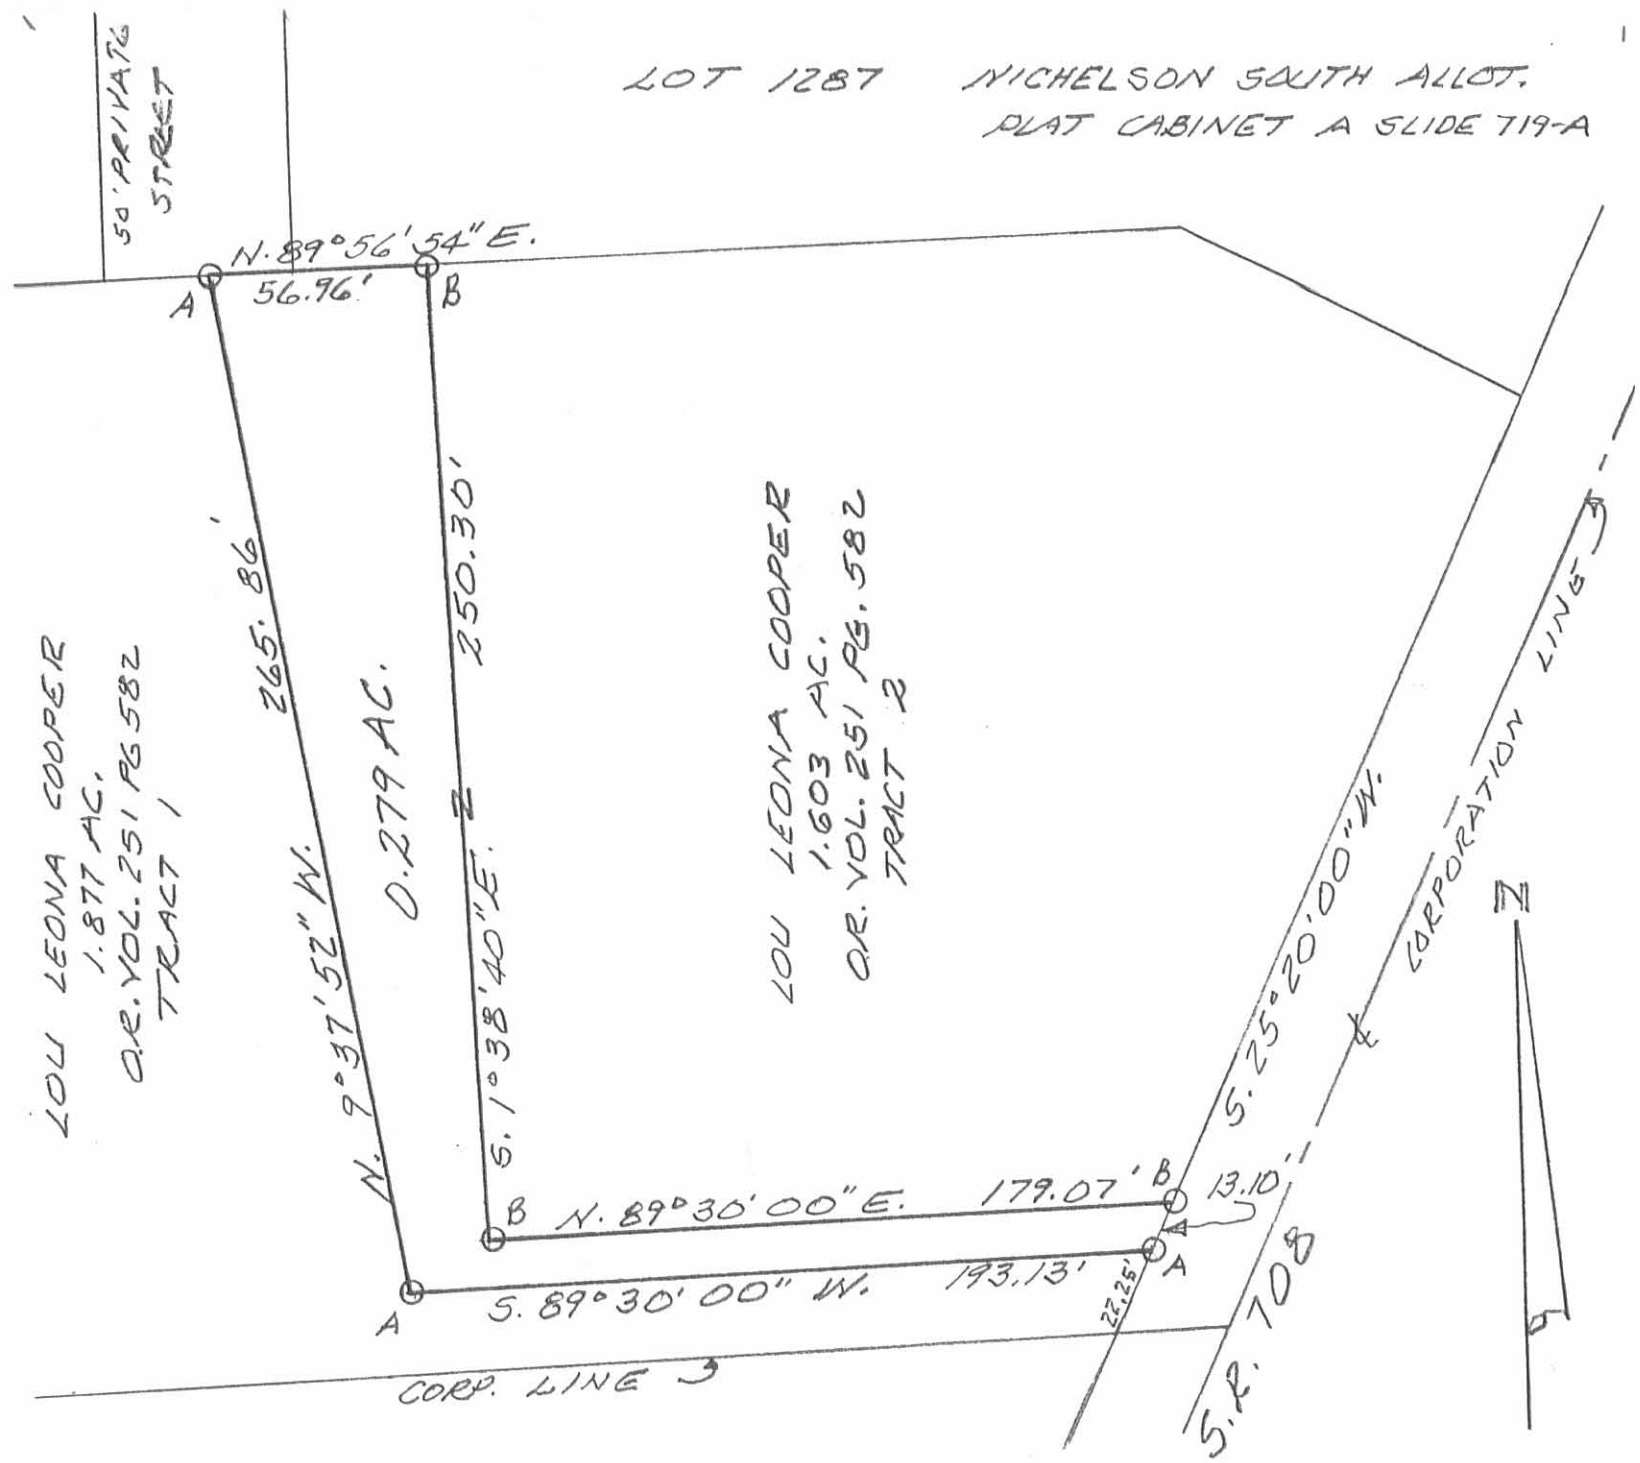 50' PRIVATE
STREET
LOT 1287 NICHELSON SOUTH ALLOT.
PLAT CABINET A SLIDE 719-A
N. 89°56'54" E.
56.96'
A
B
265.86'
N. 9°37'52" W.
250.30'
S. 1°38'40" E.
0.279 AC.
LOU LEONA COOPER
1.877 AC.
O.R. VOL. 251 PG 582
TRACT 1
LOU LEONA COOPER
1.603 AC.
O.R. VOL. 251 PG. 582
TRACT 2
S. 25°20'00" W.
CORPORATION LINE
N
B
N. 89°30'00" E. 179.07'
B
13.10'
A
S. 89°30'00" W. 193.13'
A
22.25'
S.R. 708
CORP. LINE